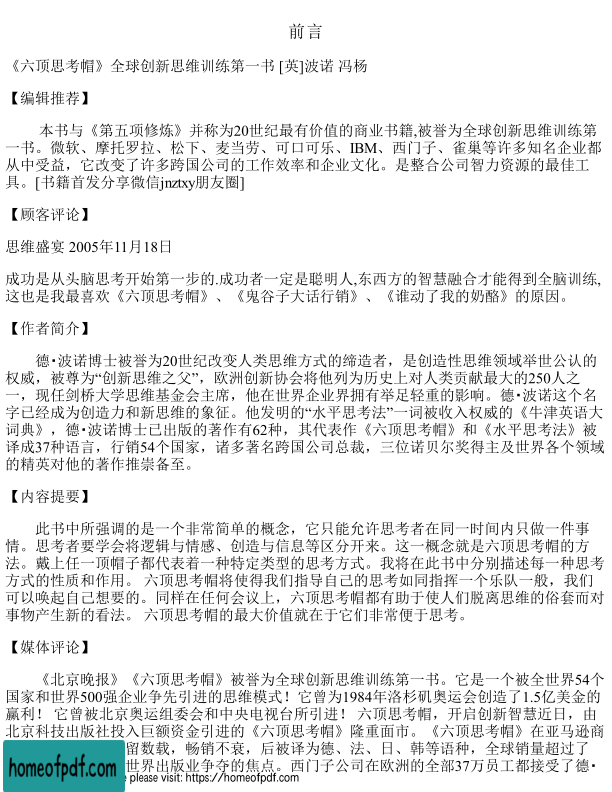 前言
《六顶思考帽》全球创新思维训练第一书 [英]波诺 冯杨
【编辑推荐】
本书与《第五项修炼》并称为20世纪最有价值的商业书籍,被誉为全球创新思维训练第
一书。微软、摩托罗拉、松下、麦当劳、可口可乐、IBM、西门子、雀巢等许多知名企业都
从中受益，它改变了许多跨国公司的工作效率和企业文化。是整合公司智力资源的最佳工
具。[书籍首发分享微信jnztxy朋友圈]
【顾客评论】
思维盛宴 2005年11月18日
成功是从头脑思考开始第一步的.成功者一定是聪明人,东西方的智慧融合才能得到全脑训练,
这也是我最喜欢《六顶思考帽》、《鬼谷子大话行销》、《谁动了我的奶酪》的原因。
【作者简介】
德•波诺博士被誉为20世纪改变人类思维方式的缔造者，是创造性思维领域举世公认的
权威，被尊为“创新思维之父”，欧洲创新协会将他列为历史上对人类贡献最大的250人之
一，现任剑桥大学思维基金会主席，他在世界企业界拥有举足轻重的影响。德•波诺这个名
字已经成为创造力和新思维的象征。他发明的“水平思考法”一词被收入权威的《牛津英语大
词典》，德•波诺博士已出版的著作有62种，其代表作《六顶思考帽》和《水平思考法》被
译成37种语言，行销54个国家，诸多著名跨国公司总裁，三位诺贝尔奖得主及世界各个领域
的精英对他的著作推崇备至。
【内容提要】
此书中所强调的是一个非常简单的概念，它只能允许思考者在同一时间内只做一件事
情。思考者要学会将逻辑与情感、创造与信息等区分开来。这一概念就是六顶思考帽的方
法。戴上任一顶帽子都代表着一种特定类型的思考方式。我将在此书中分别描述每一种思考
方式的性质和作用。 六顶思考帽将使得我们指导自己的思考如同指挥一个乐队一般，我们
可以唤起自己想要的。同样在任何会议上，六顶思考帽都有助于使人们脱离思维的俗套而对
事物产生新的看法。 六顶思考帽的最大价值就在于它们非常便于思考。
【媒体评论】
《北京晚报》《六顶思考帽》被誉为全球创新思维训练第一书。它是一个被全世界54个
国家和世界500强企业争先引进的思维模式！它曾为1984年洛杉矶奥运会创造了1.5亿美金的
赢利！ 它曾被北京奥运组委会和中央电视台所引进！ 六顶思考帽，开启创新智慧近日，由
北京科技出版社投入巨额资金引进的《六顶思考帽》隆重面市。《六顶思考帽》在亚马逊商
留数载，畅销不衰，后被译为德、法、日、韩等语种，全球销量超过了
世界出版业争夺的焦点。西门子公司在欧洲的全部37万员工都接受了德•
homeofpdf.com
please visit: https://homeofpdf.com